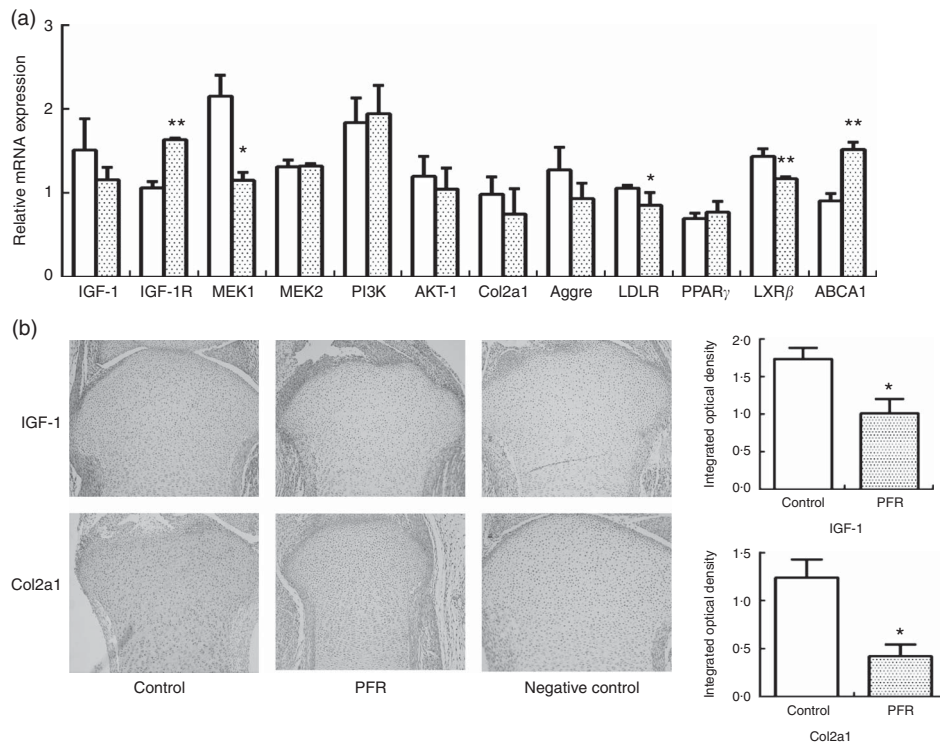 (a)
3
2
1
0
Relative mRNA expression
**
*
*
**
**
IGF-1 IGF-1R MEK1 MEK2 PI3K AKT-1 Col2a1 Aggre LDLR PPARγ LXRβ ABCA1
(b)
IGF-1
Col2a1
Control PFR Negative control
Integrated optical density
2·0
1·5
1·0
0·5
0·0
*
Control PFR
IGF-1
Integrated optical density
1·5
1·0
0·5
0·0
*
Control PFR
Col2a1